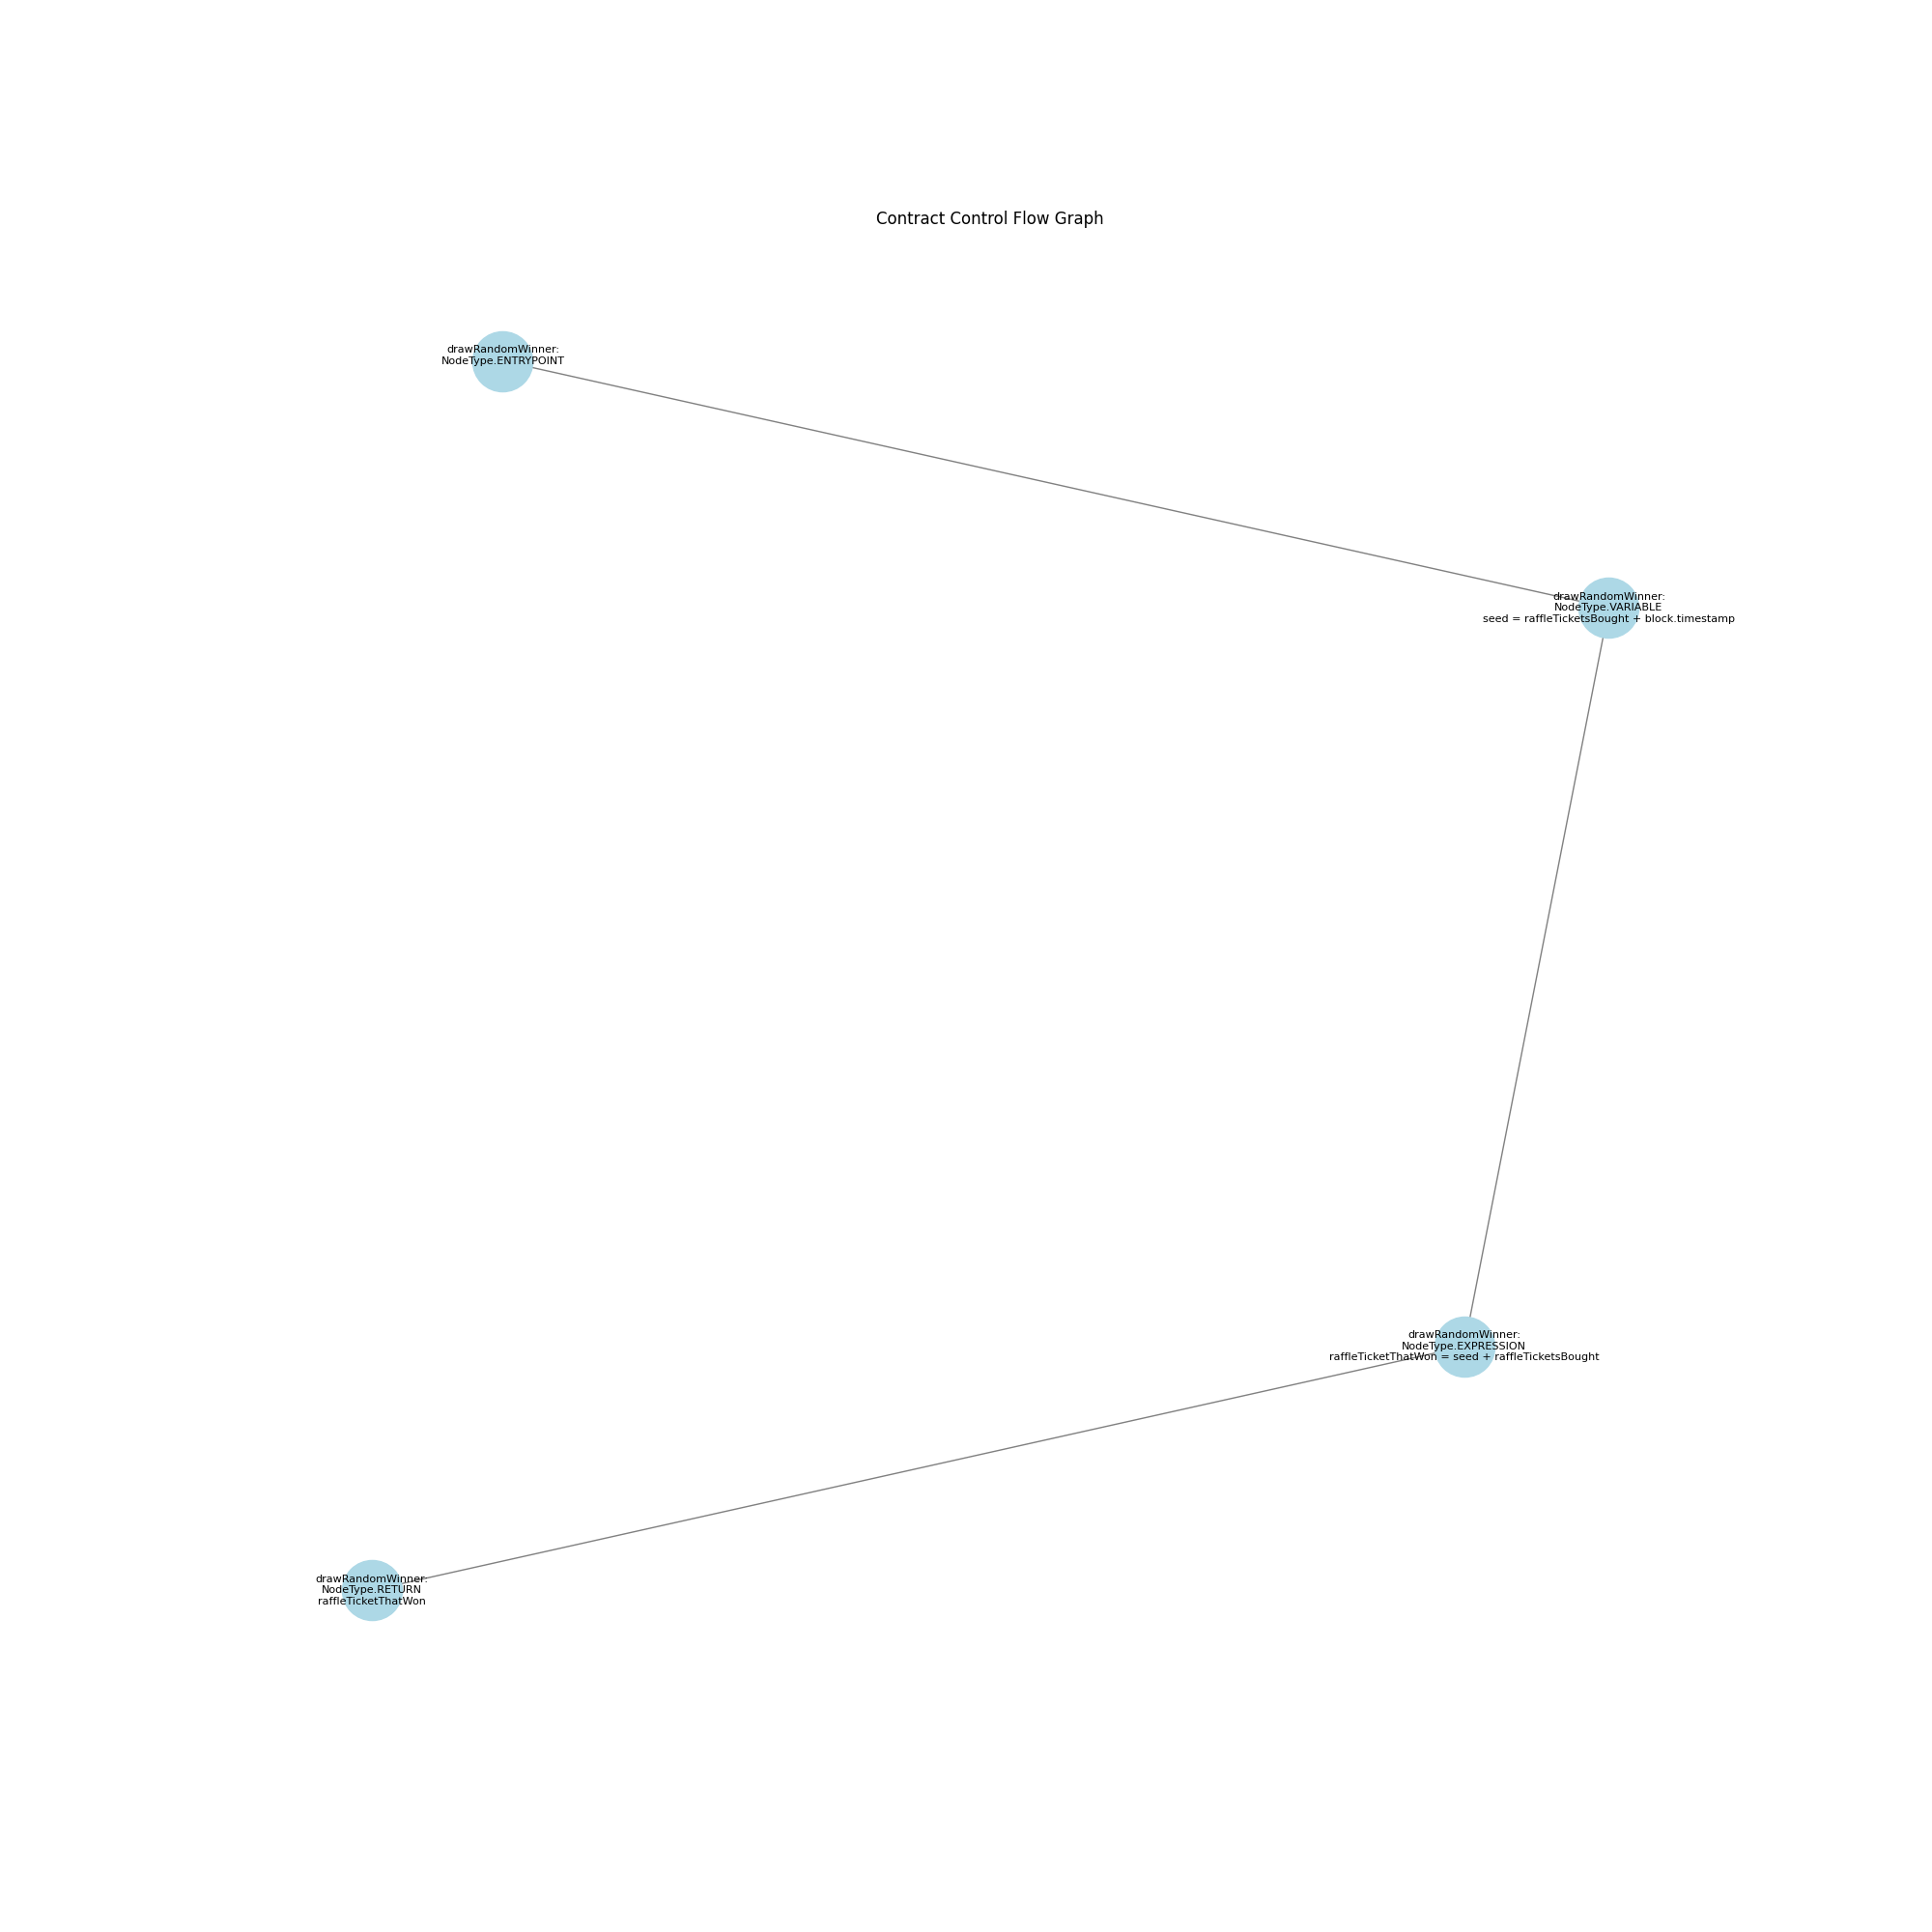 Contract Control Flow Graph
drawRandomWinner:
NodeType.ENTRYPOINT
drawRandomWinner:
NodeType.VARIABLE
seed = raffleTicketsBought + block.timestamp
drawRandomWinner:
NodeType.EXPRESSION
raffleTicketThatWon = seed + raffleTicketsBought
drawRandomWinner:
NodeType.RETURN
raffleTicketThatWon